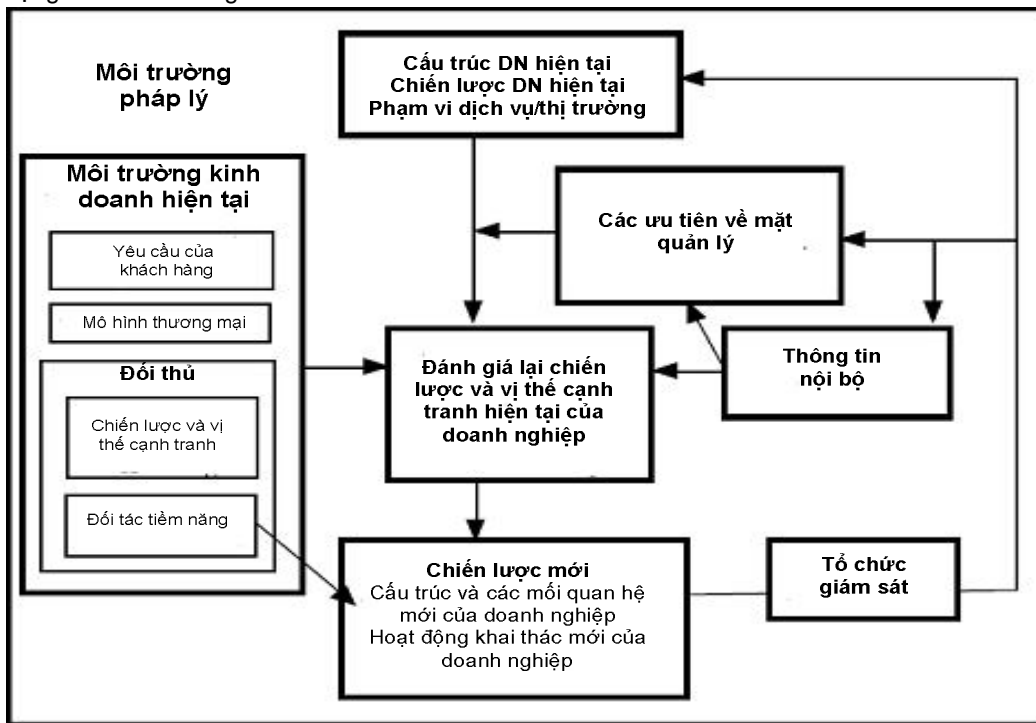 Môi trường
pháp lý
Cấu trúc DN hiện tại
Chiến lược DN hiện tại
Phạm vi dịch vụ/thị trường
Môi trường kinh
doanh hiện tại
Yêu cầu của
khách hàng
Mô hình thương mại
Đối thủ
Chiến lược và vị
thế cạnh tranh
Đối tác tiềm năng
Các ưu tiên về mặt
quản lý
Đánh giá lại chiến
lược và vị thế cạnh
tranh hiện tại của
doanh nghiệp
Thông tin
nội bộ
Chiến lược mới
Cấu trúc và các mối quan hệ
mới của doanh nghiệp
Hoạt động khai thác mới của
doanh nghiệp
Tổ chức
giám sát